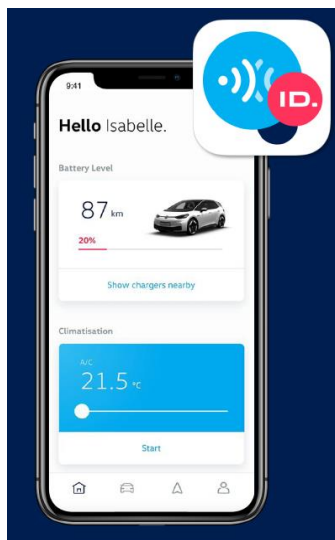 9:41
ID.
Hello Isabelle.
Battery Level
87 km
20%
Show chargers nearby
Climatisation
A/C
21.5 °C
Start